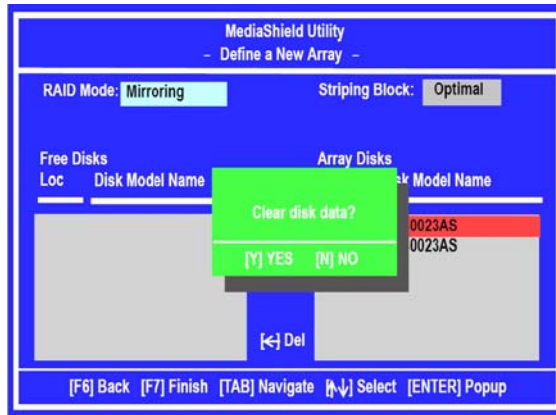 MediaShield Utility
- Define a New Array -
RAID Mode: Mirroring Striping Block: Optimal
Free Disks Array Disks
Loc Disk Model Name Model Name
Clear disk data?
0023AS
[Y] YES [N] NO
0023AS
[←] Del
[F6] Back [F7] Finish [TAB] Navigate [↑↓] Select [ENTER] Popup